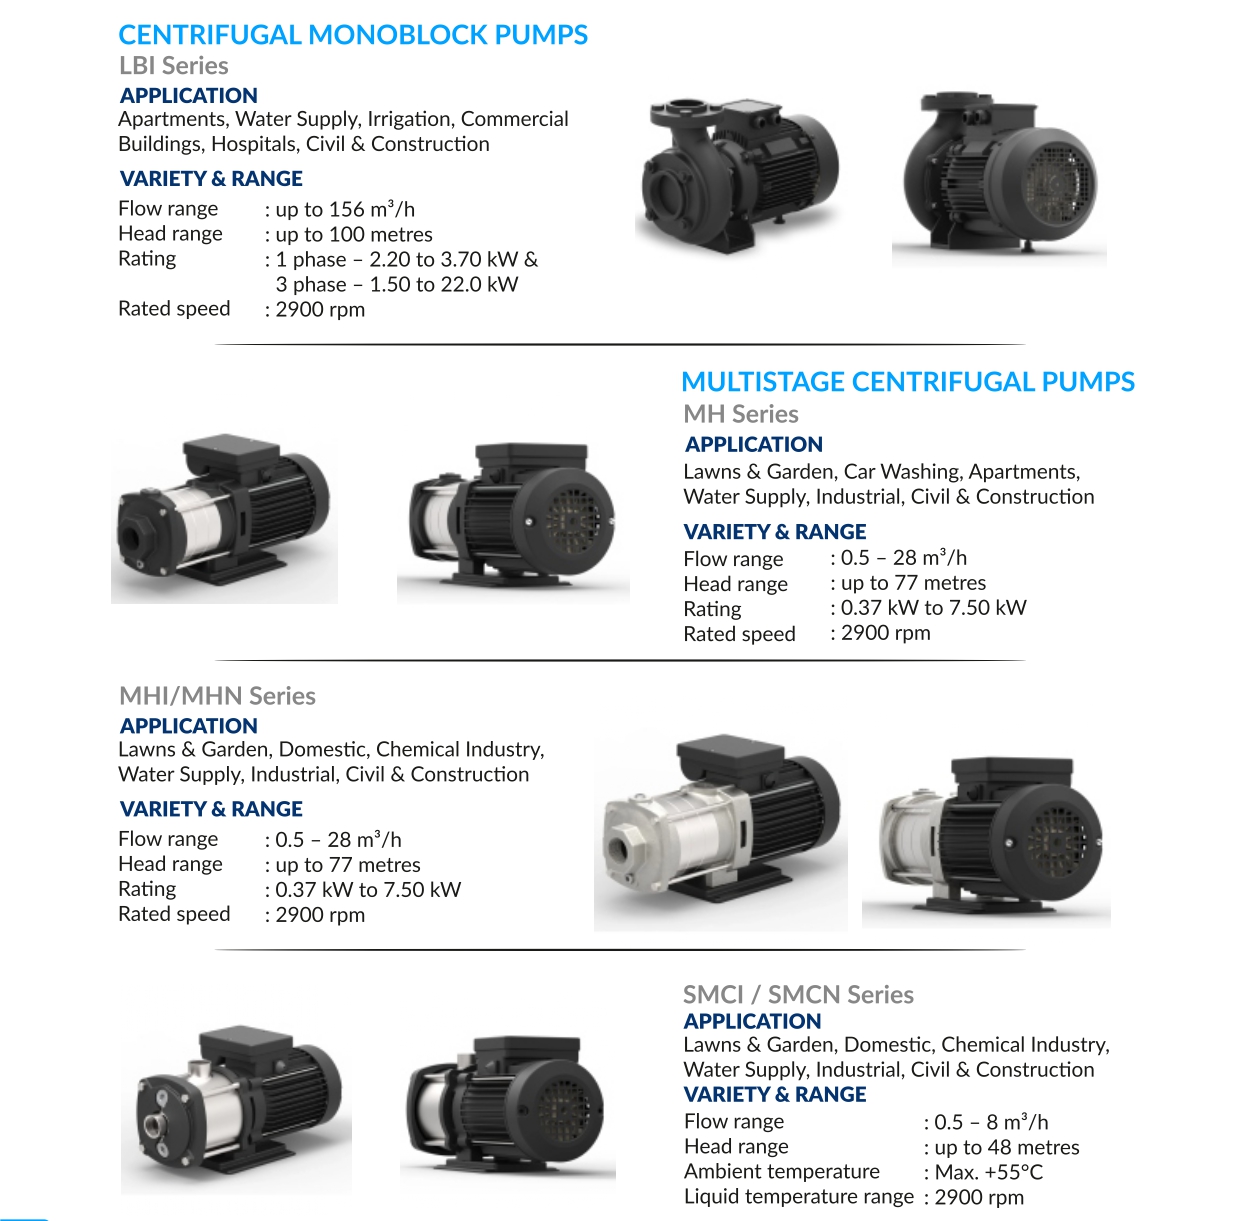 CENTRIFUGAL MONOBLOCK PUMPS
LBI Series
APPLICATION
Apartments, Water Supply, Irrigation, Commercial
Buildings, Hospitals, Civil & Construction
VARIETY & RANGE
Flow range : up to 156 m³/h
Head range : up to 100 metres
Rating : 1 phase – 2.20 to 3.70 kW &
3 phase – 1.50 to 22.0 kW
Rated speed : 2900 rpm
MULTISTAGE CENTRIFUGAL PUMPS
MH Series
APPLICATION
Lawns & Garden, Car Washing, Apartments,
Water Supply, Industrial, Civil & Construction
VARIETY & RANGE
Flow range : 0.5 – 28 m³/h
Head range : up to 77 metres
Rating : 0.37 kW to 7.50 kW
Rated speed : 2900 rpm
MHI/MHN Series
APPLICATION
Lawns & Garden, Domestic, Chemical Industry,
Water Supply, Industrial, Civil & Construction
VARIETY & RANGE
Flow range : 0.5 – 28 m³/h
Head range : up to 77 metres
Rating : 0.37 kW to 7.50 kW
Rated speed : 2900 rpm
SMCI / SMCN Series
APPLICATION
Lawns & Garden, Domestic, Chemical Industry,
Water Supply, Industrial, Civil & Construction
VARIETY & RANGE
Flow range : 0.5 – 8 m³/h
Head range : up to 48 metres
Ambient temperature : Max. +55°C
Liquid temperature range : 2900 rpm